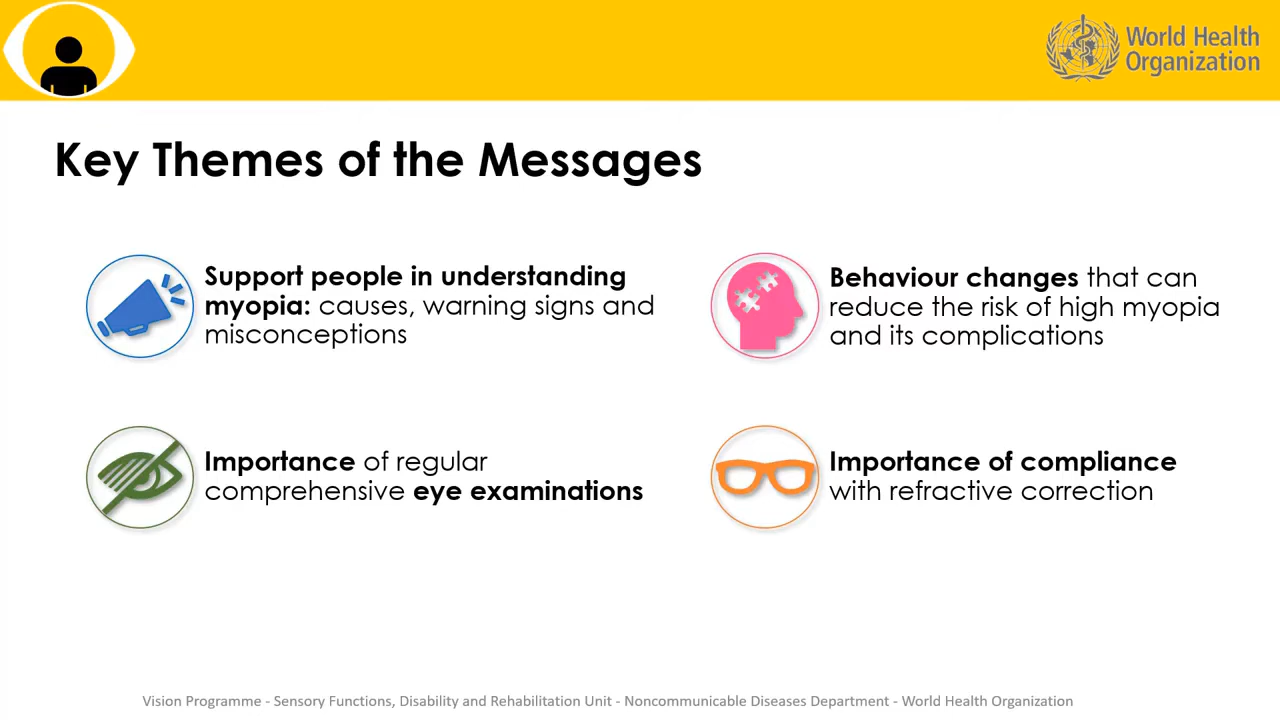 World Health
Organization
Key Themes of the Messages
Support people in understanding
myopia: causes, warning signs and
misconceptions
Behaviour changes that can
reduce the risk of high myopia
and its complications
Importance of regular
comprehensive eye examinations
Importance of compliance
with refractive correction
Vision Programme - Sensory Functions, Disability and Rehabilitation Unit - Noncommunicable Diseases Department - World Health Organization